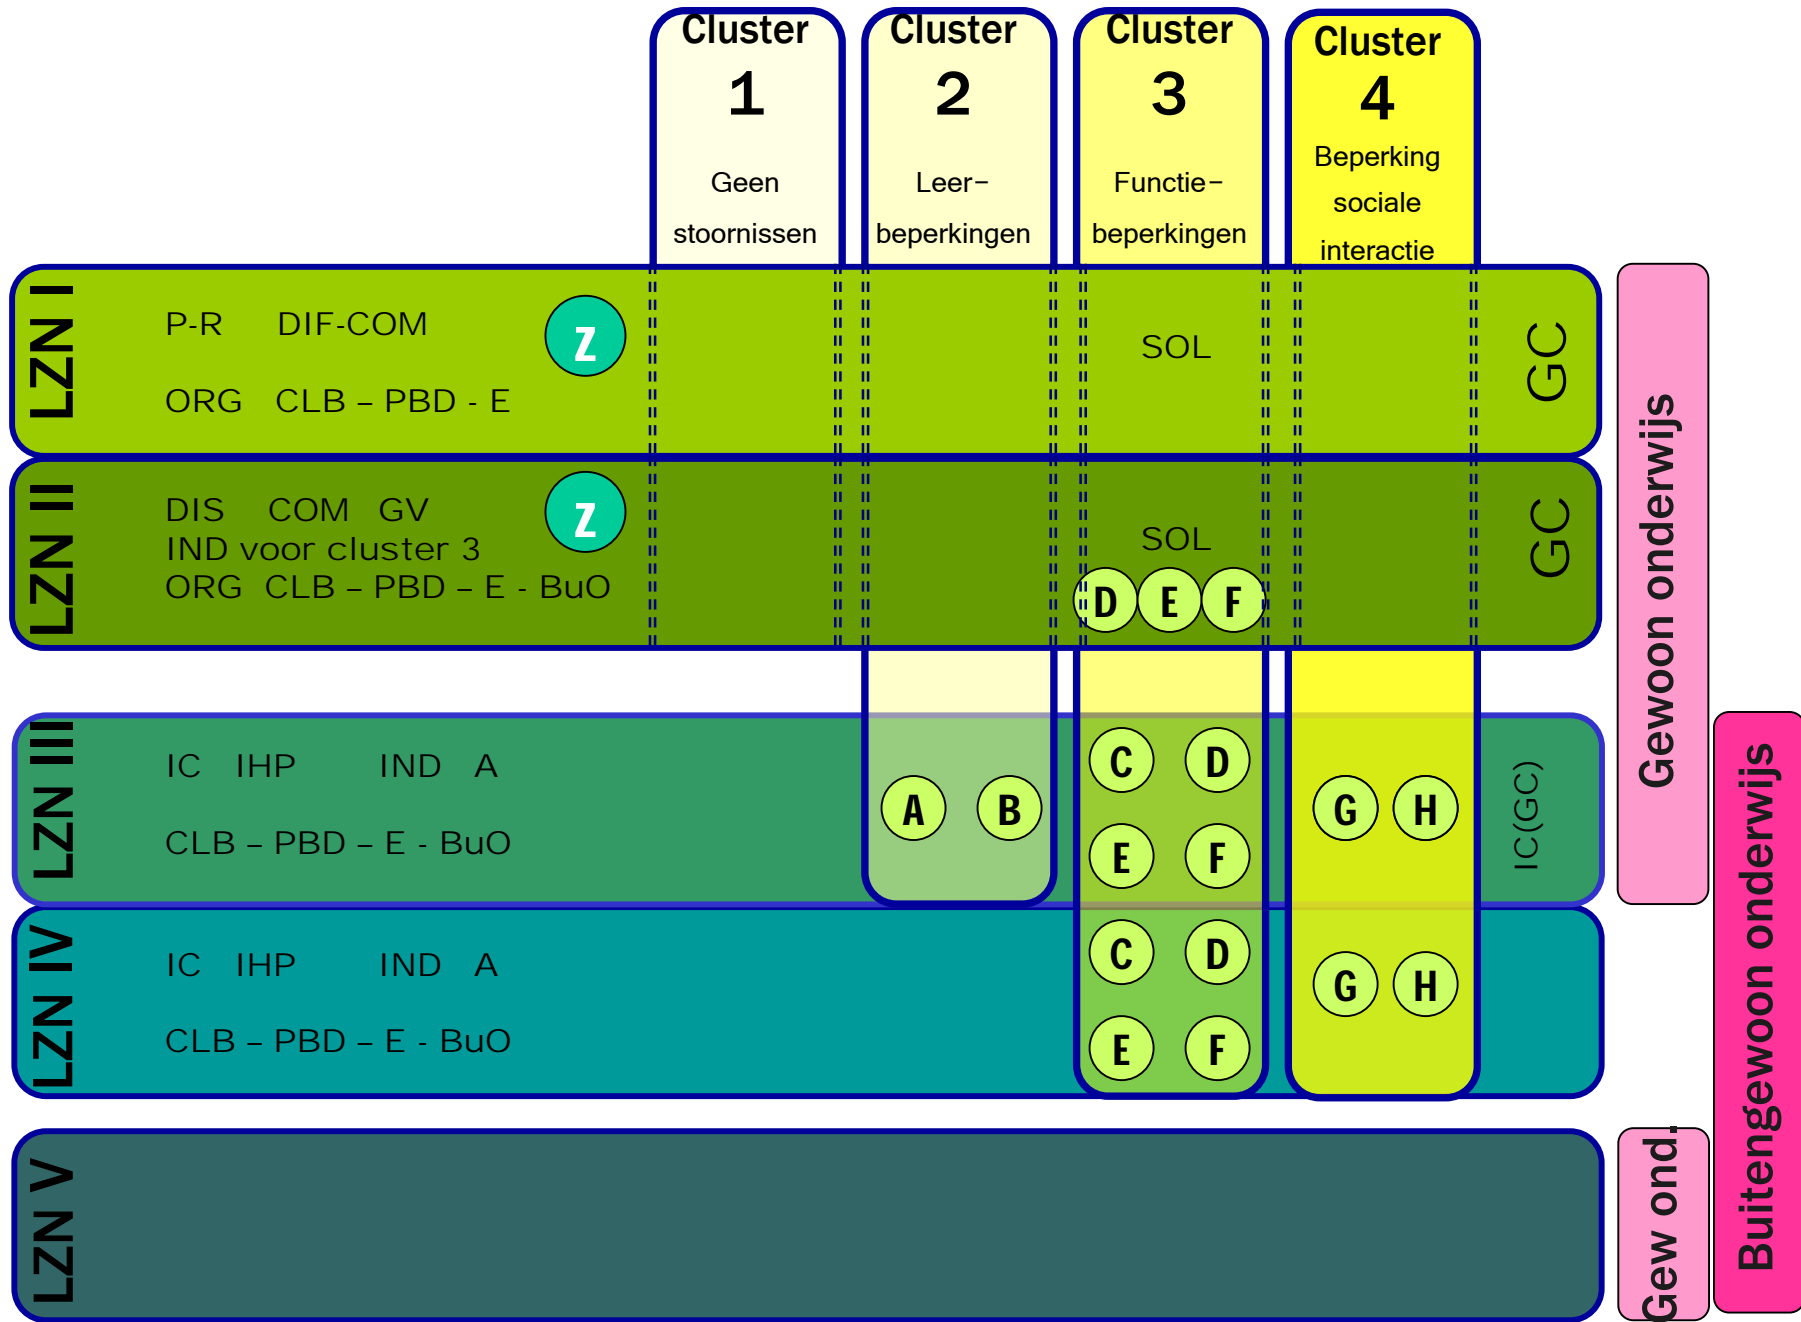 Cluster
1
Geen
stoornissen
Cluster
2
Leer-
beperkingen
Cluster
3
Functie-
beperkingen
Cluster
4
Beperking
sociale
interactie
LZN I
P-R DIF-COM
ORG CLB – PBD - E
Z
SOL
GC
LZN II
DIS COM GV
IND voor cluster 3
ORG CLB – PBD – E - BuO
Z
SOL
D E F
GC
Gewoon onderwijs
LZN III
IC IHP IND A
CLB – PBD – E - BuO
A B
C D
E F
G H
IC(GC)
LZN IV
IC IHP IND A
CLB – PBD – E - BuO
C D
E F
G H
Buitengewoon onderwijs
LZN V
Gew ond.